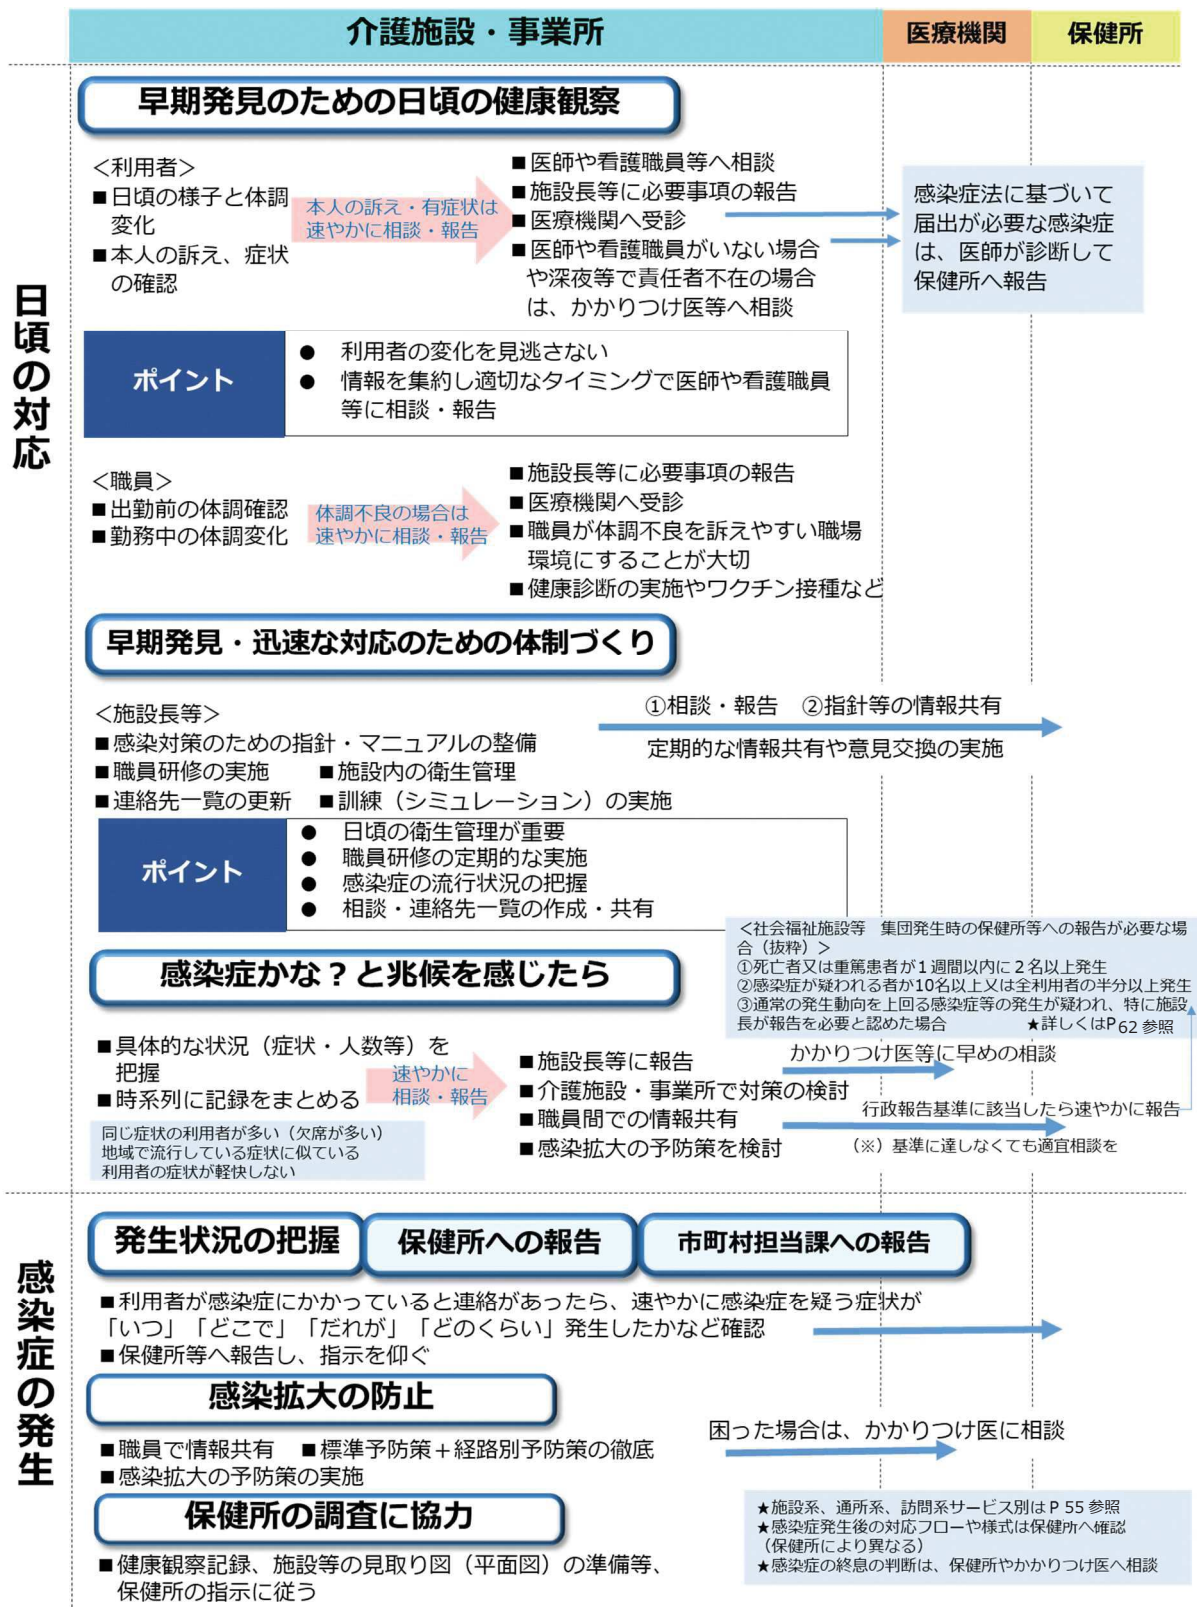 介護施設・事業所
医療機関
保健所
日頃の対応
早期発見のための日頃の健康観察
＜利用者＞
■日頃の様子と体調
変化
■本人の訴え、症状
の確認
本人の訴え・有症状は
速やかに相談・報告
■医師や看護職員等へ相談
■施設長等に必要事項の報告
■医療機関へ受診
■医師や看護職員がいない場合
や深夜等で責任者不在の場合
は、かかりつけ医等へ相談
感染症法に基づいて
届出が必要な感染症
は、医師が診断して
保健所へ報告
ポイント
● 利用者の変化を見逃さない
● 情報を集約し適切なタイミングで医師や看護職員
等に相談・報告
＜職員＞
■出勤前の体調確認
■勤務中の体調変化
体調不良の場合は
速やかに相談・報告
■施設長等に必要事項の報告
■医療機関へ受診
■職員が体調不良を訴えやすい職場
環境にすることが大切
■健康診断の実施やワクチン接種など
早期発見・迅速な対応のための体制づくり
＜施設長等＞
■感染対策のための指針・マニュアルの整備
■職員研修の実施 ■施設内の衛生管理
■連絡先一覧の更新 ■訓練（シミュレーション）の実施
①相談・報告 ②指針等の情報共有
定期的な情報共有や意見交換の実施
ポイント
● 日頃の衛生管理が重要
● 職員研修の定期的な実施
● 感染症の流行状況の把握
● 相談・連絡先一覧の作成・共有
＜社会福祉施設等 集団発生時の保健所等への報告が必要な場
合（抜粋）＞
①死亡者又は重篤患者が１週間以内に２名以上発生
②感染症が疑われる者が10名以上又は全利用者の半分以上発生
③通常の発生動向を上回る感染症等の発生が疑われ、特に施設
長が報告を必要と認めた場合 ★詳しくはP62 参照
感染症かな？と兆候を感じたら
■具体的な状況（症状・人数等）を
把握
■時系列に記録をまとめる
速やかに
相談・報告
■施設長等に報告
■介護施設・事業所で対策の検討
■職員間での情報共有
■感染拡大の予防策を検討
かかりつけ医等に早めの相談
行政報告基準に該当したら速やかに報告
（※）基準に達しなくても適宜相談を
同じ症状の利用者が多い（欠席が多い）
地域で流行している症状に似ている
利用者の症状が軽快しない
感染症の発生
発生状況の把握
保健所への報告
市町村担当課への報告
■利用者が感染症にかかっていると連絡があったら、速やかに感染症を疑う症状が
「いつ」「どこで」「だれが」「どのくらい」発生したかなど確認
■保健所等へ報告し、指示を仰ぐ
感染拡大の防止
■職員で情報共有 ■標準予防策＋経路別予防策の徹底
■感染拡大の予防策の実施
困った場合は、かかりつけ医に相談
保健所の調査に協力
■健康観察記録、施設等の見取り図（平面図）の準備等、
保健所の指示に従う
★施設系、通所系、訪問系サービス別はP 55 参照
★感染症発生後の対応フローや様式は保健所へ確認
（保健所により異なる）
★感染症の終息の判断は、保健所やかかりつけ医へ相談